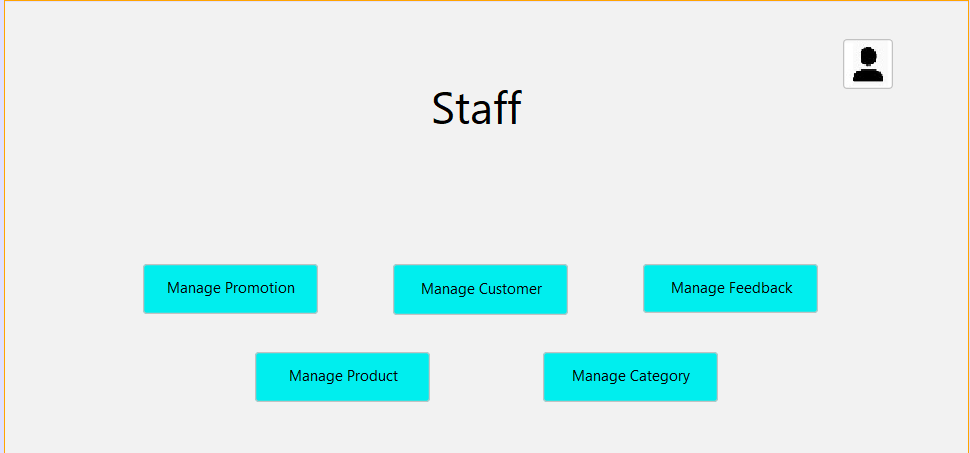 Staff
Manage Promotion
Manage Customer
Manage Feedback
Manage Product
Manage Category